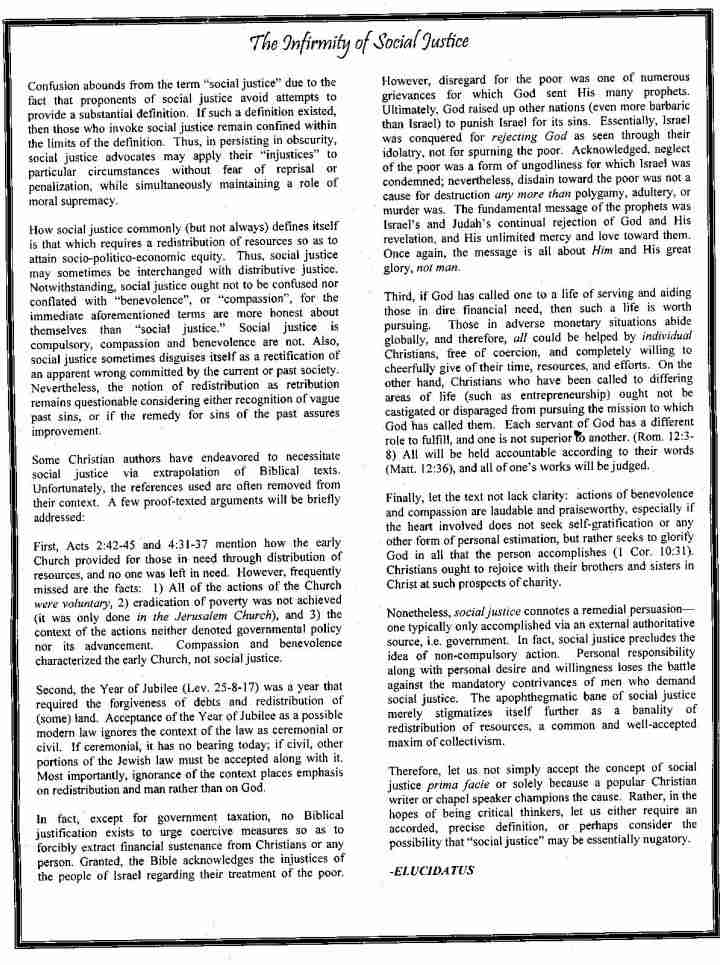 The Infirmity of Social Justice
Confusion abounds from the term “social justice” due to the
fact that proponents of social justice avoid attempts to
provide a substantial definition. If such a definition existed,
then those who invoke social justice remain confined within
the limits of the definition. Thus, in persisting in obscurity,
social justice advocates may apply their “injustices” to
particular circumstances without fear of reprisal or
penalization, while simultaneously maintaining a role of
moral supremacy.
How social justice commonly (but not always) defines itself
is that which requires a redistribution of resources so as to
attain socio-politico-economic equity. Thus, social justice
may sometimes be interchanged with distributive justice.
Notwithstanding, social justice ought not to be confused nor
conflated with “benevolence”, or “compassion”, for the
immediate aforementioned terms are more honest about
themselves than “social justice.” Social justice is
compulsory, compassion and benevolence are not. Also,
social justice sometimes disguises itself as a rectification of
an apparent wrong committed by the current or past society.
Nevertheless, the notion of redistribution as retribution
remains questionable considering either recognition of vague
past sins, or if the remedy for sins of the past assures
improvement.
Some Christian authors have endeavored to necessitate
social justice via extrapolation of Biblical texts.
Unfortunately, the references used are often removed from
their context. A few proof-texted arguments will be briefly
addressed:
First, Acts 2:42-45 and 4:31-37 mention how the early
Church provided for those in need through distribution of
resources, and no one was left in need. However, frequently
missed are the facts: 1) All of the actions of the Church
were voluntary, 2) eradication of poverty was not achieved
(it was only done in the Jerusalem Church), and 3) the
context of the actions neither denoted governmental policy
nor its advancement. Compassion and benevolence
characterized the early Church, not social justice.
Second, the Year of Jubilee (Lev. 25-8-17) was a year that
required the forgiveness of debts and redistribution of
(some) land. Acceptance of the Year of Jubilee as a possible
modern law ignores the context of the law as ceremonial or
civil. If ceremonial, it has no bearing today; if civil, other
portions of the Jewish law must be accepted along with it.
Most importantly, ignorance of the context places emphasis
on redistribution and man rather than on God.
In fact, except for government taxation, no Biblical
justification exists to urge coercive measures so as to
forcibly extract financial sustenance from Christians or any
person. Granted, the Bible acknowledges the injustices of
the people of Israel regarding their treatment of the poor.
However, disregard for the poor was one of numerous
grievances for which God sent His many prophets.
Ultimately, God raised up other nations (even more barbaric
than Israel) to punish Israel for its sins. Essentially, Israel
was conquered for rejecting God as seen through their
idolatry, not for spurning the poor. Acknowledged, neglect
of the poor was a form of ungodliness for which Israel was
condemned; nevertheless, disdain toward the poor was not a
cause for destruction any more than polygamy, adultery, or
murder was. The fundamental message of the prophets was
Israel’s and Judah’s continual rejection of God and His
revelation, and His unlimited mercy and love toward them.
Once again, the message is all about Him and His great
glory, not man.
Third, if God has called one to a life of serving and aiding
those in dire financial need, then such a life is worth
pursuing. Those in adverse monetary situations abide
globally, and therefore, all could be helped by individual
Christians, free of coercion, and completely willing to
cheerfully give of their time, resources, and efforts. On the
other hand, Christians who have been called to differing
areas of life (such as entrepreneurship) ought not be
castigated or disparaged from pursuing the mission to which
God has called them. Each servant of God has a different
role to fulfill, and one is not superior to another. (Rom. 12:3-
8) All will be held accountable according to their words
(Matt. 12:36), and all of one’s works will be judged.
Finally, let the text not lack clarity: actions of benevolence
and compassion are laudable and praiseworthy, especially if
the heart involved does not seek self-gratification or any
other form of personal estimation, but rather seeks to glorify
God in all that the person accomplishes (1 Cor. 10:31).
Christians ought to rejoice with their brothers and sisters in
Christ at such prospects of charity.
Nonetheless, social justice connotes a remedial persuasion—
one typically only accomplished via an external authoritative
source, i.e. government. In fact, social justice precludes the
idea of non-compulsory action. Personal responsibility
along with personal desire and willingness loses the battle
against the mandatory contrivances of men who demand
social justice. The apophthegmatic bane of social justice
merely stigmatizes itself further as a banality of
redistribution of resources, a common and well-accepted
maxim of collectivism.
Therefore, let us not simply accept the concept of social
justice prima facie or solely because a popular Christian
writer or chapel speaker champions the cause. Rather, in the
hopes of being critical thinkers, let us either require an
accorded, precise definition, or perhaps consider the
possibility that “social justice” may be essentially nugatory.
-ELUCIDATUS